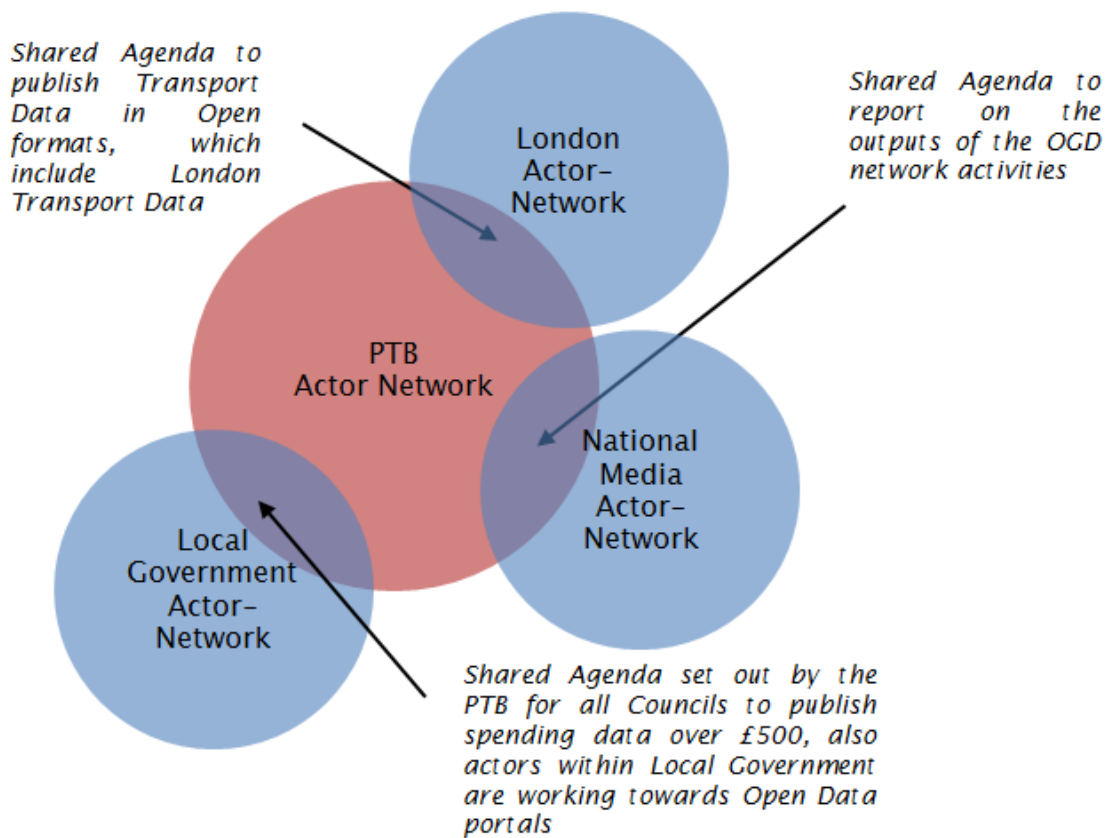 Shared Agenda to
publish Transport
Data in Open
formats, which
include London
Transport Data
Shared Agenda to
report on the
outputs of the OGD
network activities
London
Actor-
Network
PTB
Actor Network
National
Media
Actor-
Network
Local
Government
Actor-
Network
Shared Agenda set out by the
PTB for all Councils to publish
spending data over £500, also
actors within Local Government
are working towards Open Data
portals